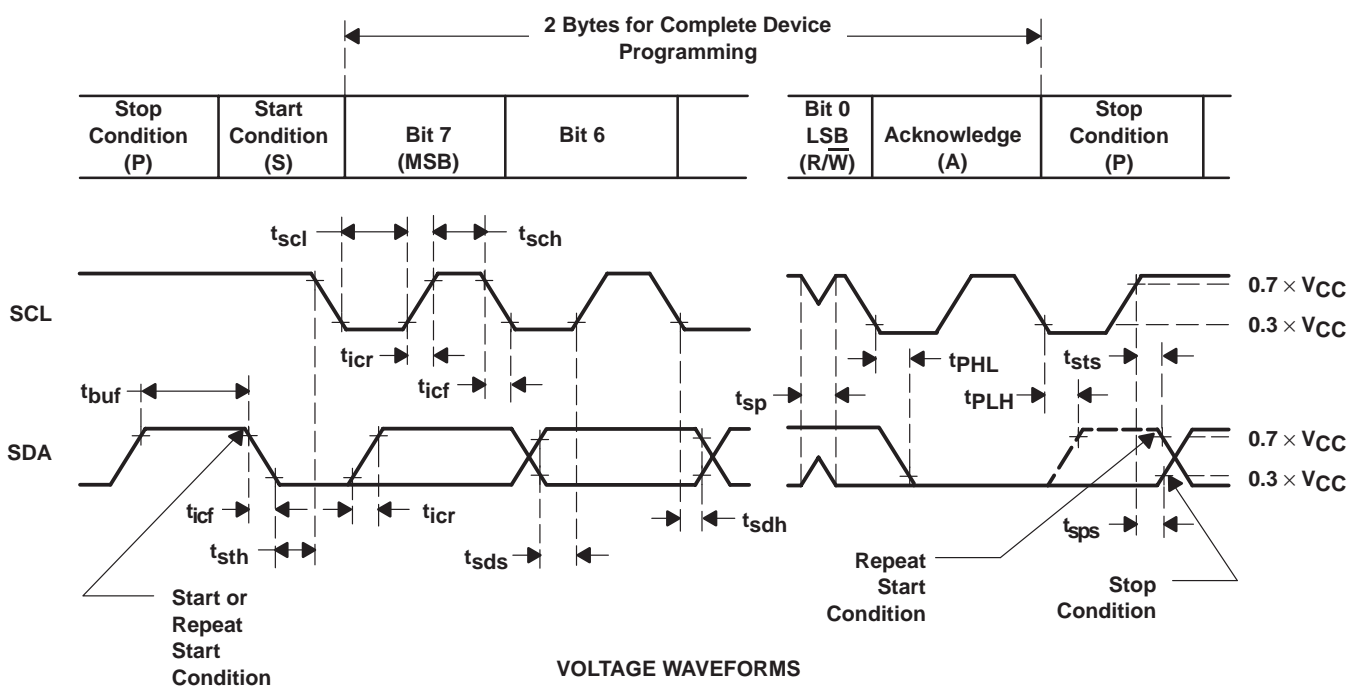 2 Bytes for Complete Device
Programming
Stop
Condition
(P)
Start
Condition
(S)
Bit 7
(MSB)
Bit 6
Bit 0
LSB
(R/W)
Acknowledge
(A)
Stop
Condition
(P)
tscl
tsch
SCL
0.7 × VCC
0.3 × VCC
ticr
ticf
tPHL
tsts
tbuf
tsp
tPLH
SDA
0.7 × VCC
0.3 × VCC
ticf
ticr
tsth
tsds
tsdh
tsps
Start or
Repeat
Start
Condition
Repeat
Start
Condition
Stop
Condition
VOLTAGE WAVEFORMS